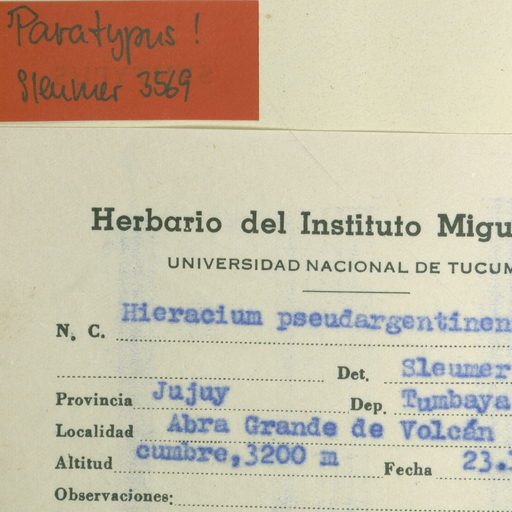 Paratypus!
Sleumer 3569
Herbario del Instituto Migu
UNIVERSIDAD NACIONAL DE TUCUM
N. C. Hieracium pseudargentinen
Det. Sleumer
Provincia Jujuy Dep. Tumbaya
Localidad Abra Grande de Volcán
Altitud cumbre, 3200 m Fecha 23.
Observaciones: